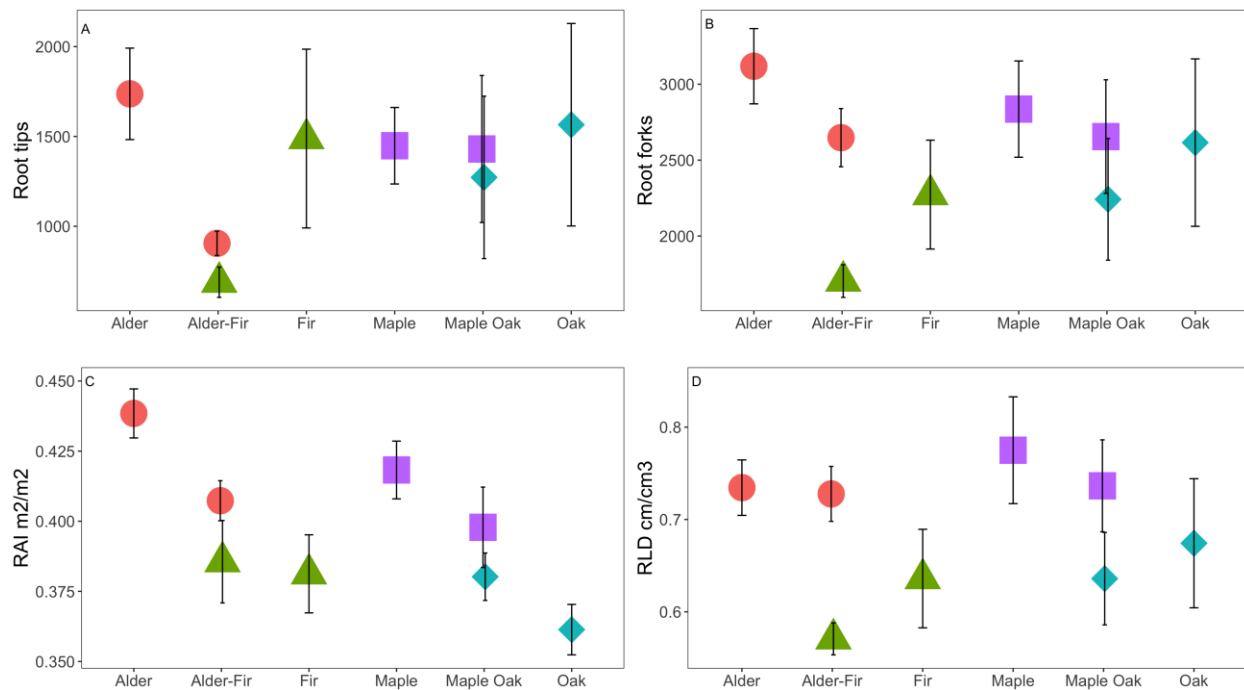 A
Root tips
2000
1500
1000
Alder Alder-Fir Fir Maple Maple Oak Oak
B
Root forks
3000
2500
2000
Alder Alder-Fir Fir Maple Maple Oak Oak
C
RAI m2/m2
0.450
0.425
0.400
0.375
0.350
Alder Alder-Fir Fir Maple Maple Oak Oak
D
RLD cm/cm3
0.8
0.7
0.6
Alder Alder-Fir Fir Maple Maple Oak Oak